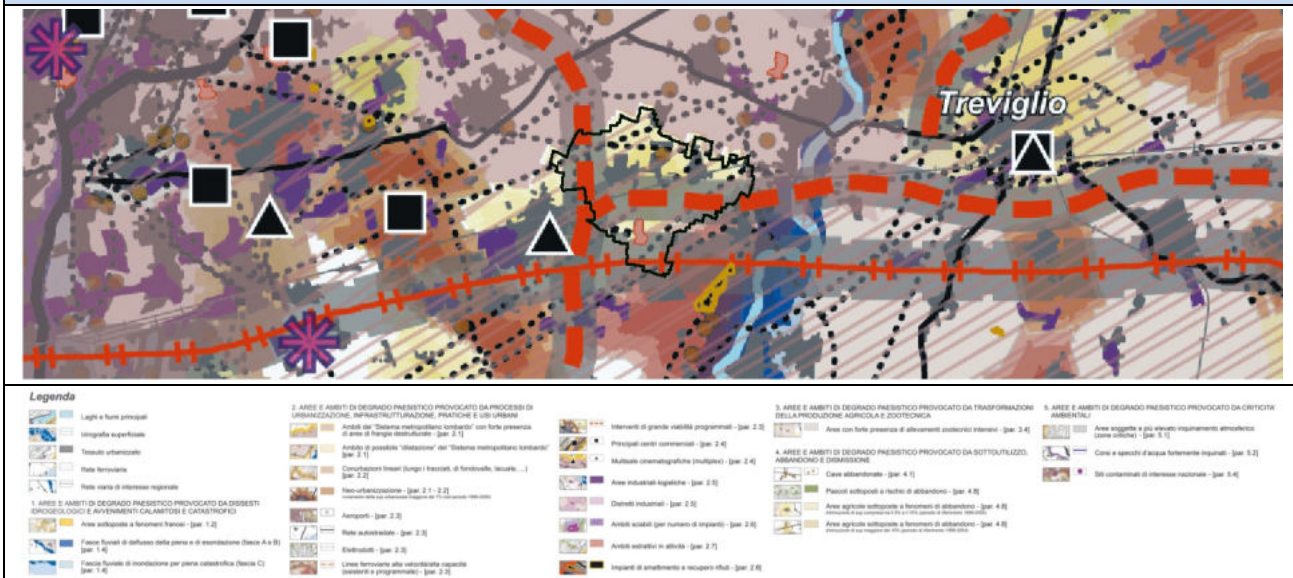 Treviglio
Legenda
Laghi e fiumi principali
Idrografia superficiale
Tessuto urbanizzato
Rete ferroviaria
Rete viaria di interesse regionale
1. AREE E AMBITI DI DEGRADO PAESISTICO PROVOCATO DA DISSESTI
IDROGEOLOGICI E AVVENIMENTI CALAMITOSI E CATASTROFICI
Aree sottoposte a fenomeni franosi - [par. 1.2]
Fasce fluviali di deflusso della piena e di esondazione (fasce A e B)
[par. 1.4]
Fascia fluviale di inondazione per piena catastrofica (fascia C)
[par. 1.4]
2. AREE E AMBITI DI DEGRADO PAESISTICO PROVOCATO DA PROCESSI DI
URBANIZZAZIONE, INFRASTRUTTURAZIONE, PRATICHE E USI URBANI
Ambiti del "Sistema metropolitano lombardo" con forte presenza
di aree di frangia destrutturate - [par. 2.1]
Ambito di possibile "dilatazione" del "Sistema metropolitano lombardo"
[par. 2.1]
Conurbazioni lineari (lungo i tracciati, di fondovalle, lacuale, ...)
[par. 2.2]
Neo-urbanizzazione - [par. 2.1 - 2.2]
Aeroporti - [par. 2.3]
Rete autostradale - [par. 2.3]
Elettrodotti - [par. 2.3]
Linee ferroviarie alta velocità/alta capacità
(esistenti e programmate) - [par. 2.3]
Interventi di grande viabilità programmati - [par. 2.3]
Principali centri commerciali - [par. 2.4]
Multisale cinematografiche (multiplex) - [par. 2.4]
Aree industriali-logistiche - [par. 2.5]
Distretti industriali - [par. 2.5]
Ambiti sciabili (per numero di impianti) - [par. 2.6]
Ambiti estrattivi in attività - [par. 2.7]
Impianti di smaltimento e recupero rifiuti - [par. 2.8]
3. AREE E AMBITI DI DEGRADO PAESISTICO PROVOCATO DA TRASFORMAZIONI
DELLA PRODUZIONE AGRICOLA E ZOOTECNICA
Aree con forte presenza di allevamenti zootecnici intensivi - [par. 3.4]
4. AREE E AMBITI DI DEGRADO PAESISTICO PROVOCATO DA SOTTOUTILIZZO,
ABBANDONO E DISMISSIONE
Cave abbandonate - [par. 4.1]
Pascoli sottoposti a rischio di abbandono - [par. 4.8]
Aree agricole sottoposte a fenomeni di abbandono - [par. 4.8]
Aree agricole sottoposte a fenomeni di abbandono - [par. 4.8]
5. AREE E AMBITI DI DEGRADO PAESISTICO PROVOCATO DA CRITICITÀ
AMBIENTALI
Aree soggette a più elevato inquinamento atmosferico
(zone critiche) - [par. 5.1]
Corsi e specchi d'acqua fortemente inquinati - [par. 5.2]
Siti contaminati di interesse nazionale - [par. 5.4]